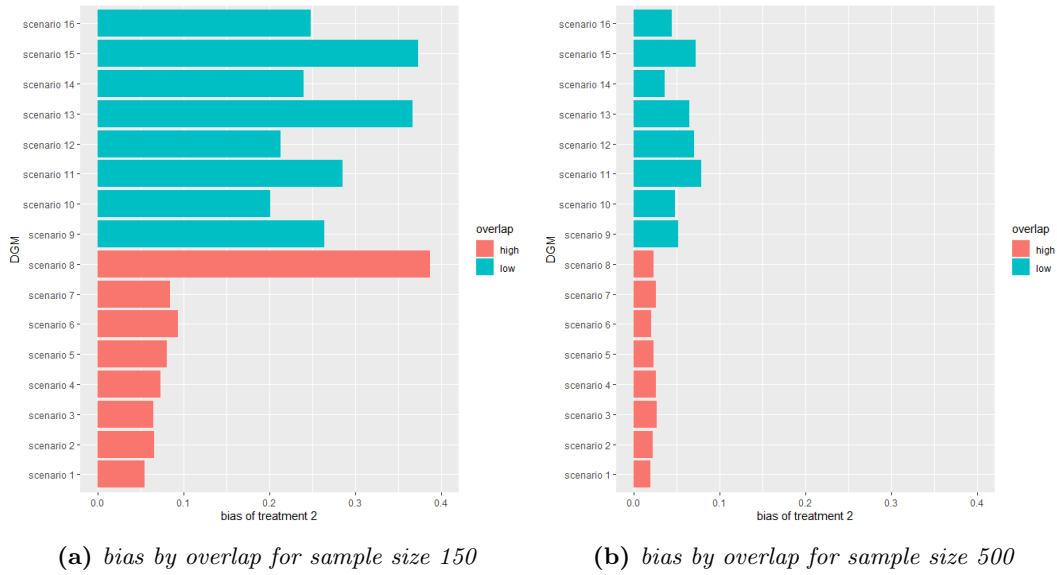 scenario 16
scenario 15
scenario 14
scenario 13
scenario 12
scenario 11
scenario 10
scenario 9
scenario 8
scenario 7
scenario 6
scenario 5
scenario 4
scenario 3
scenario 2
scenario 1
DGM
0.0 0.1 0.2 0.3 0.4
bias of treatment 2
overlap
high
low
(a) bias by overlap for sample size 150
scenario 16
scenario 15
scenario 14
scenario 13
scenario 12
scenario 11
scenario 10
scenario 9
scenario 8
scenario 7
scenario 6
scenario 5
scenario 4
scenario 3
scenario 2
scenario 1
DGM
0.0 0.1 0.2 0.3 0.4
bias of treatment 2
overlap
high
low
(b) bias by overlap for sample size 500